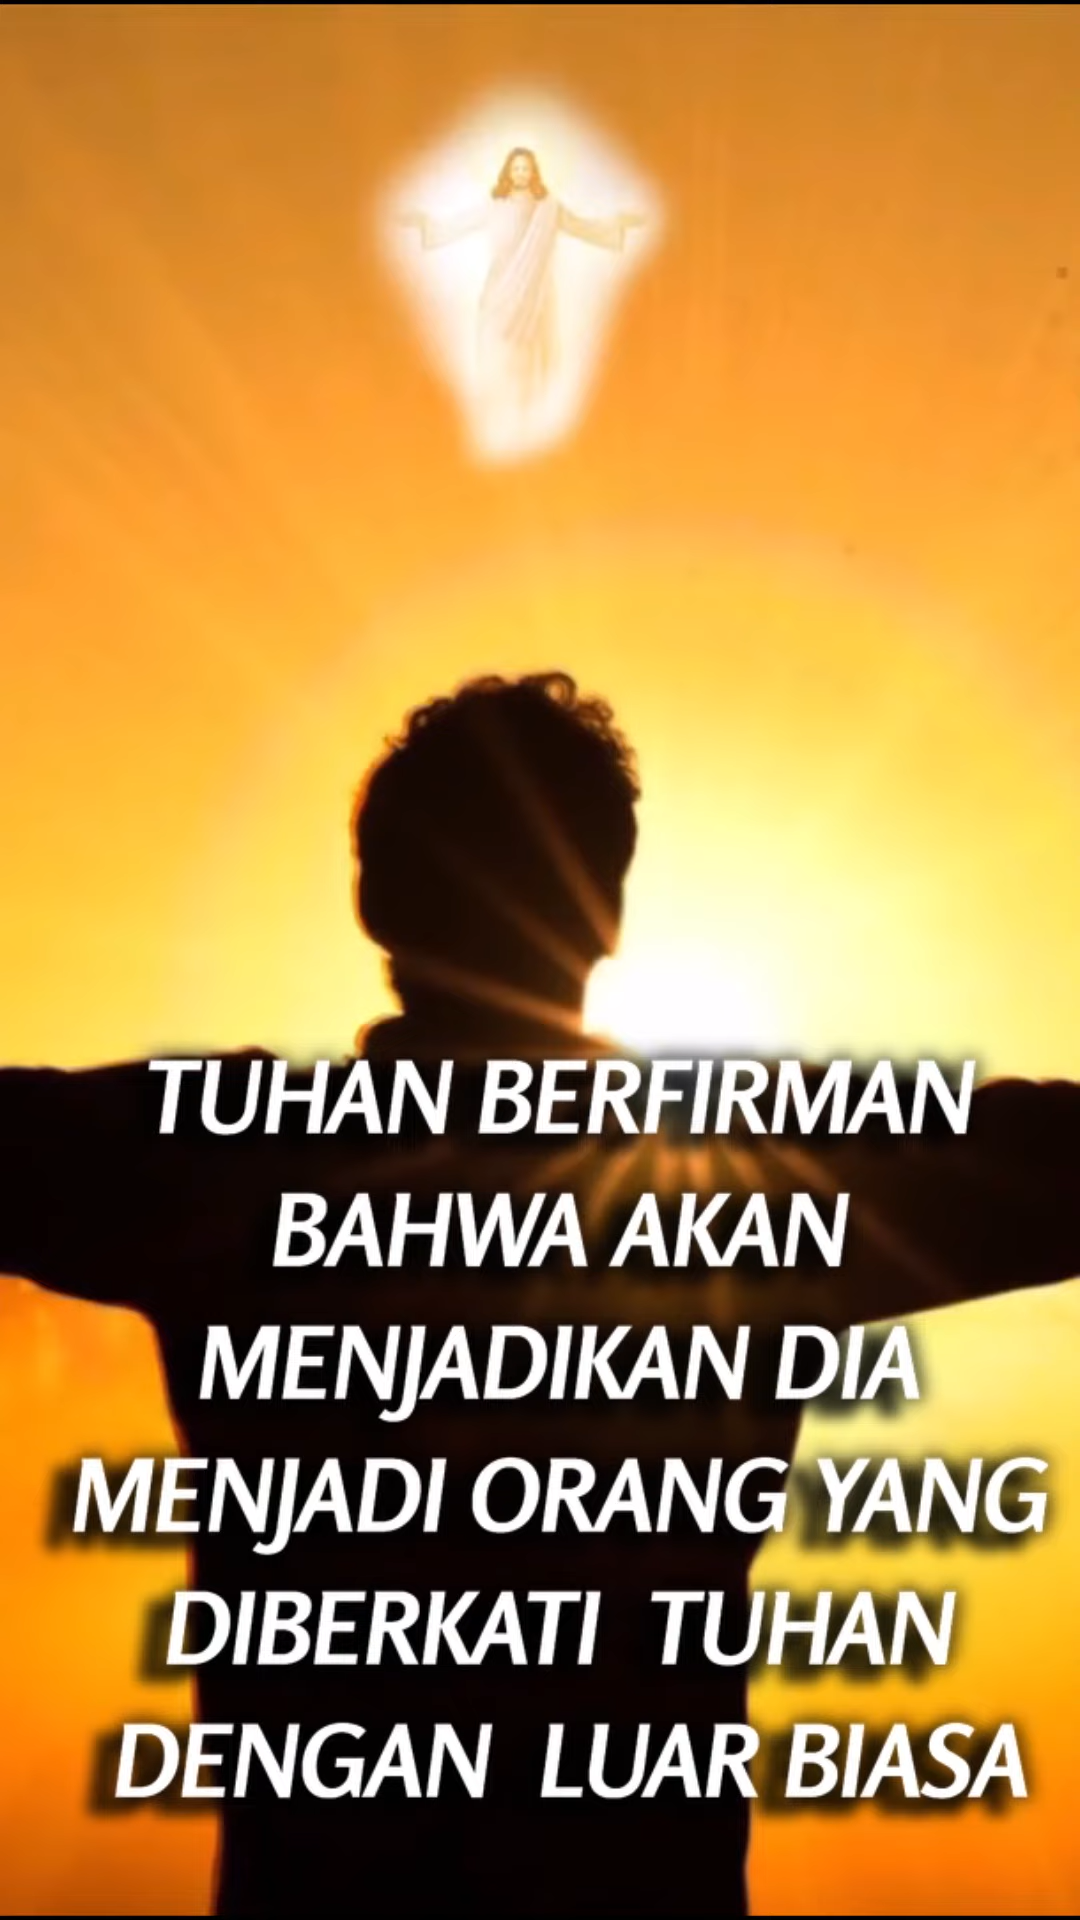 TUHAN BERFIRMAN
BAHWA AKAN
MENJADIKAN DIA
MENJADI ORANG YANG
DIBERKATI TUHAN
DENGAN LUAR BIASA